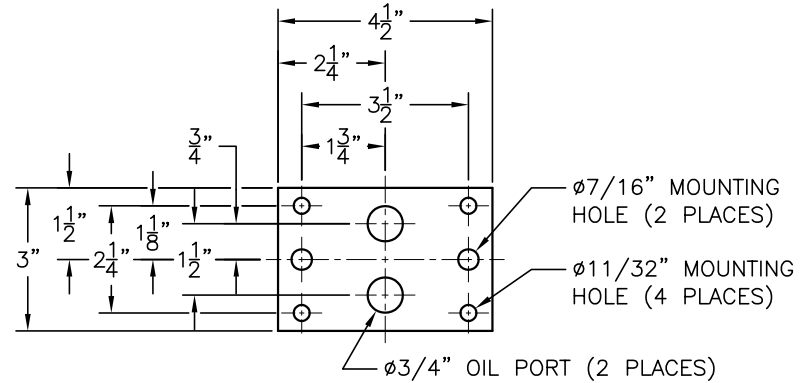 4 1/2"
2 1/4"
3 1/2"
3/4"
1 3/4"
ø7/16" MOUNTING
HOLE (2 PLACES)
1 1/2"
1 1/8"
3"
2 1/4"
1 1/2"
ø11/32" MOUNTING
HOLE (4 PLACES)
ø3/4" OIL PORT (2 PLACES)